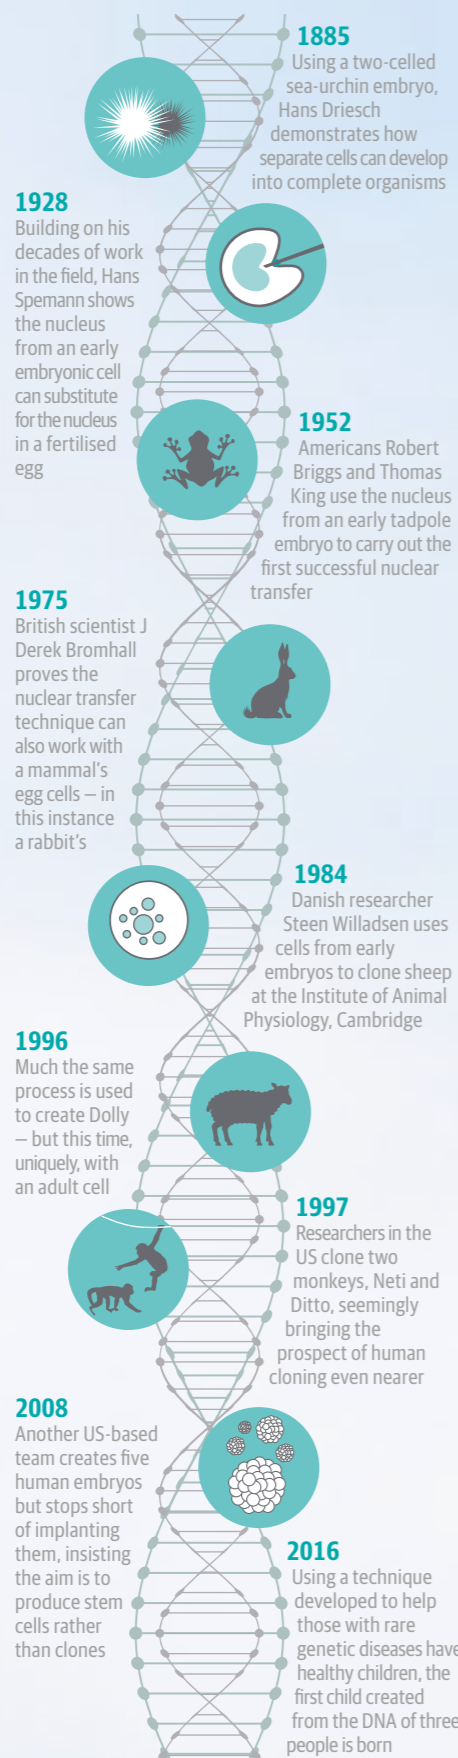 1885
Using a two-celled
sea-urchin embryo,
Hans Driesch
demonstrates how
separate cells can develop
into complete organisms
1928
Building on his
decades of work
in the field, Hans
Spemann shows
the nucleus
from an early
embryonic cell
can substitute
for the nucleus
in a fertilised
egg
1952
Americans Robert
Briggs and Thomas
King use the nucleus
from an early tadpole
embryo to carry out the
first successful nuclear
transfer
1975
British scientist J
Derek Bromhall
proves the
nuclear transfer
technique can
also work with
a mammal's
egg cells – in
this instance
a rabbit's
1984
Danish researcher
Steen Willadsen uses
cells from early
embryos to clone sheep
at the Institute of Animal
Physiology, Cambridge
1996
Much the same
process is used
to create Dolly
– but this time,
uniquely, with
an adult cell
1997
Researchers in the
US clone two
monkeys, Neti and
Ditto, seemingly
bringing the
prospect of human
cloning even nearer
2008
Another US-based
team creates five
human embryos
but stops short
of implanting
them, insisting
the aim is to
produce stem
cells rather
than clones
2016
Using a technique
developed to help
those with rare
genetic diseases have
healthy children, the
first child created
from the DNA of three
people is born